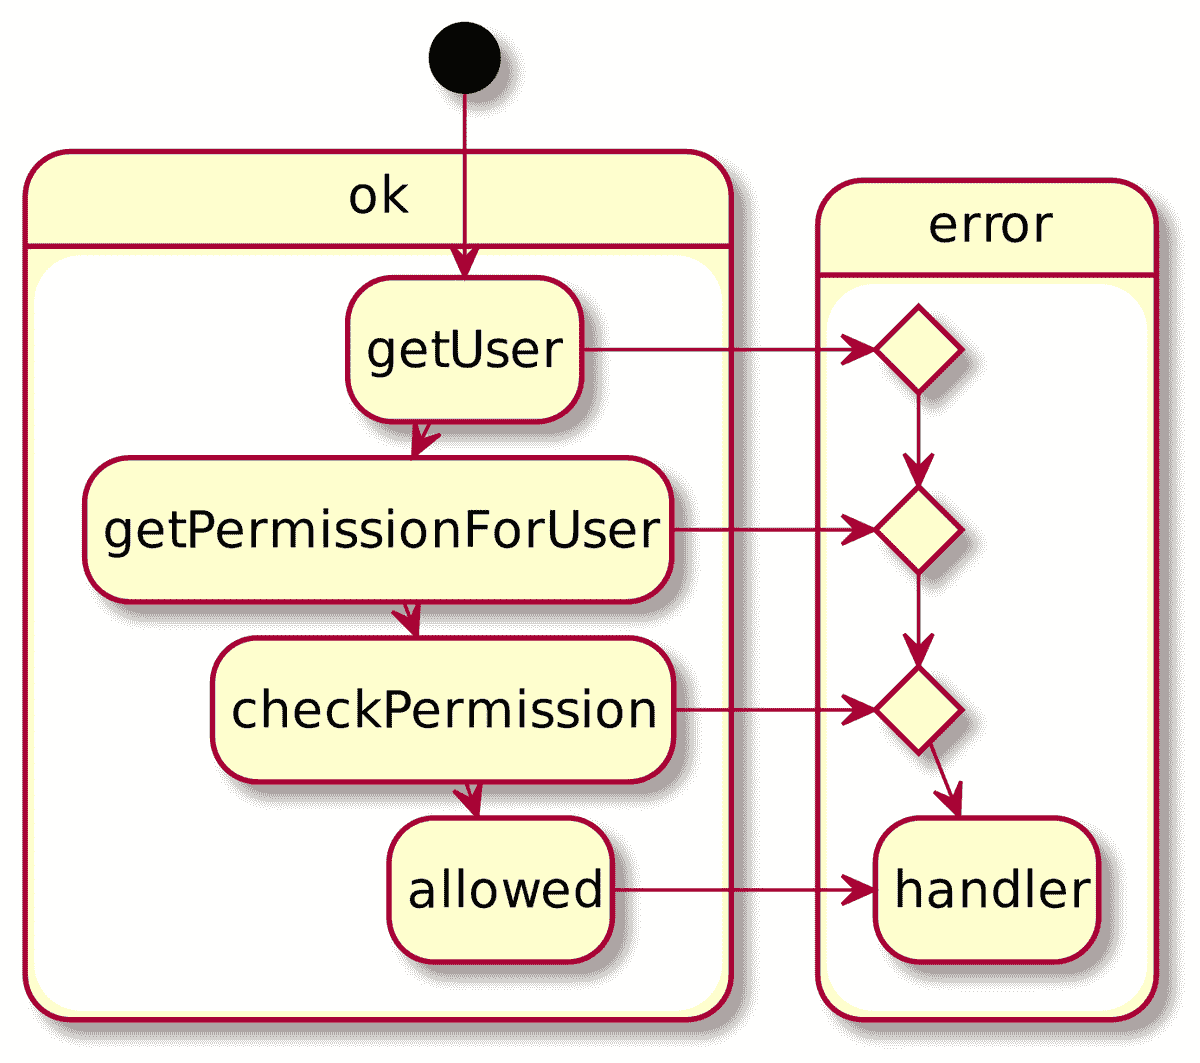 ok
error
getUser
getPermissionForUser
checkPermission
allowed
handler